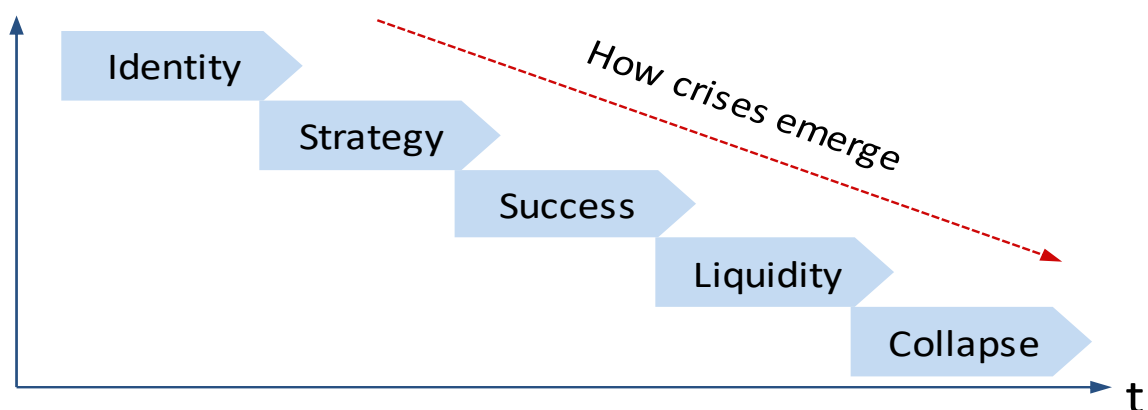 Identity
How crises emerge
Strategy
Success
Liquidity
Collapse
t